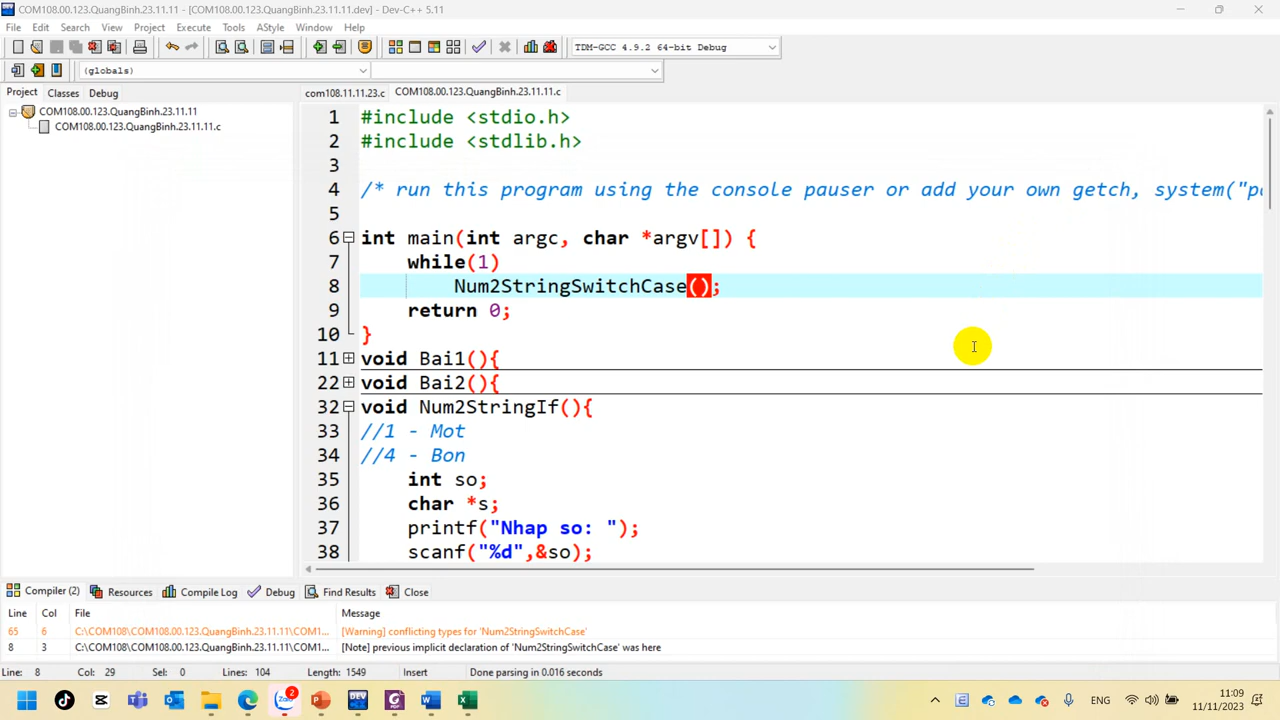 COM108.00.123.QuangBinh.23.11.11 - [COM108.00.123.QuangBinh.23.11.11.dev] - Dev-C++ 5.11
File Edit Search View Project Execute Tools AStyle Window Help
TDM-GCC 4.9.2 64-bit Debug
(globals)
Project Classes Debug
com108.11.11.23.c COM108.00.123.QuangBinh.23.11.11.c
COM108.00.123.QuangBinh.23.11.11
COM108.00.123.QuangBinh.23.11.11.c
1 #include <stdio.h>
2 #include <stdlib.h>
3
4 /* run this program using the console pauser or add your own getch, system("pa
5
6 int main(int argc, char *argv[]) {
7 while(1)
8 Num2StringSwitchCase();
9 return 0;
10 }
11 void Bai1(){
22 void Bai2(){
32 void Num2StringIf(){
33 //1 - Mot
34 //4 - Bon
35 int so;
36 char *s;
37 printf("Nhap so: ");
38 scanf("%d",&so);
Compiler (2) Resources Compile Log Debug Find Results Close
Line Col File Message
65 6 C:\COM108\COM108.00.123.QuangBinh.23.11.11\COM1... [Warning] conflicting types for 'Num2StringSwitchCase'
8 3 C:\COM108\COM108.00.123.QuangBinh.23.11.11\COM1... [Note] previous implicit declaration of 'Num2StringSwitchCase' was here
Line: 8 Col: 29 Sel: 0 Lines: 104 Length: 1549 Insert Done parsing in 0.016 seconds
Zalo 2 DEV ENG 11:09
11/11/2023